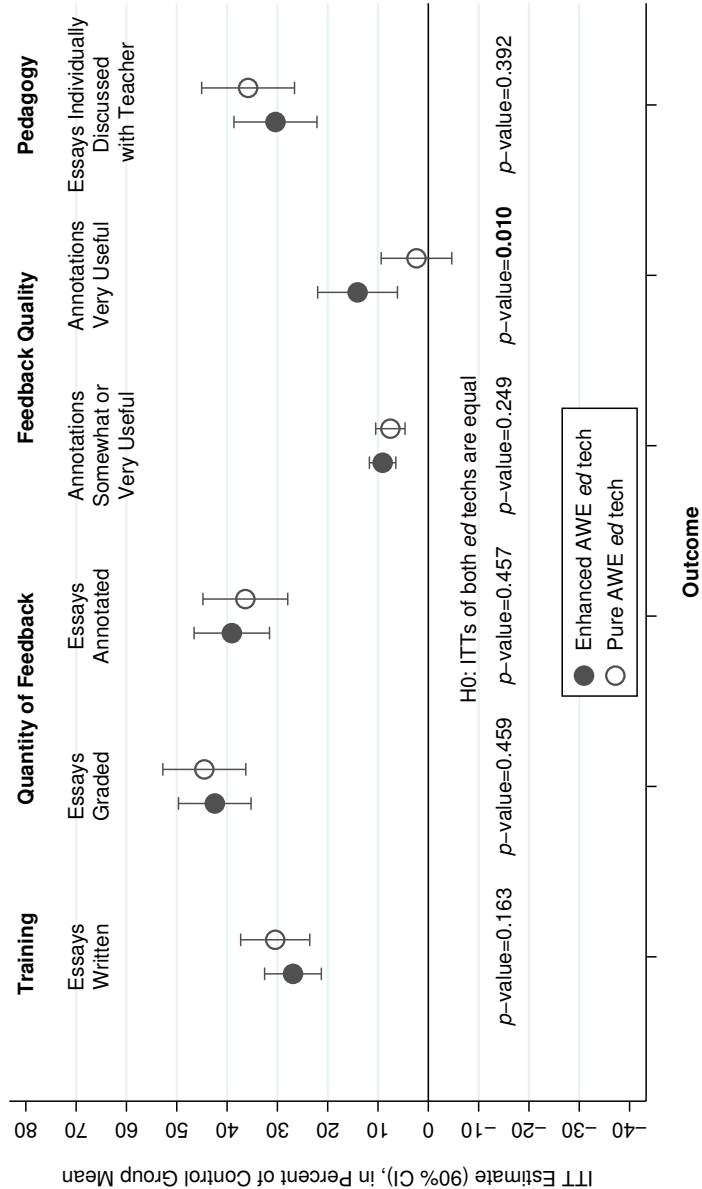 Training
Quantity of Feedback
Feedback Quality
Pedagogy
Essays
Written
Essays
Graded
Essays
Annotated
Annotations
Somewhat or
Very Useful
Annotations
Very Useful
Essays Individually
Discussed
with Teacher
ITT Estimate (90% CI), in Percent of Control Group Mean
80
70
60
50
40
30
20
10
0
−10
−20
−30
−40
H0: ITTs of both ed techs are equal
p−value=0.163
p−value=0.459
p−value=0.457
p−value=0.249
p−value=0.010
p−value=0.392
Enhanced AWE ed tech
Pure AWE ed tech
Outcome